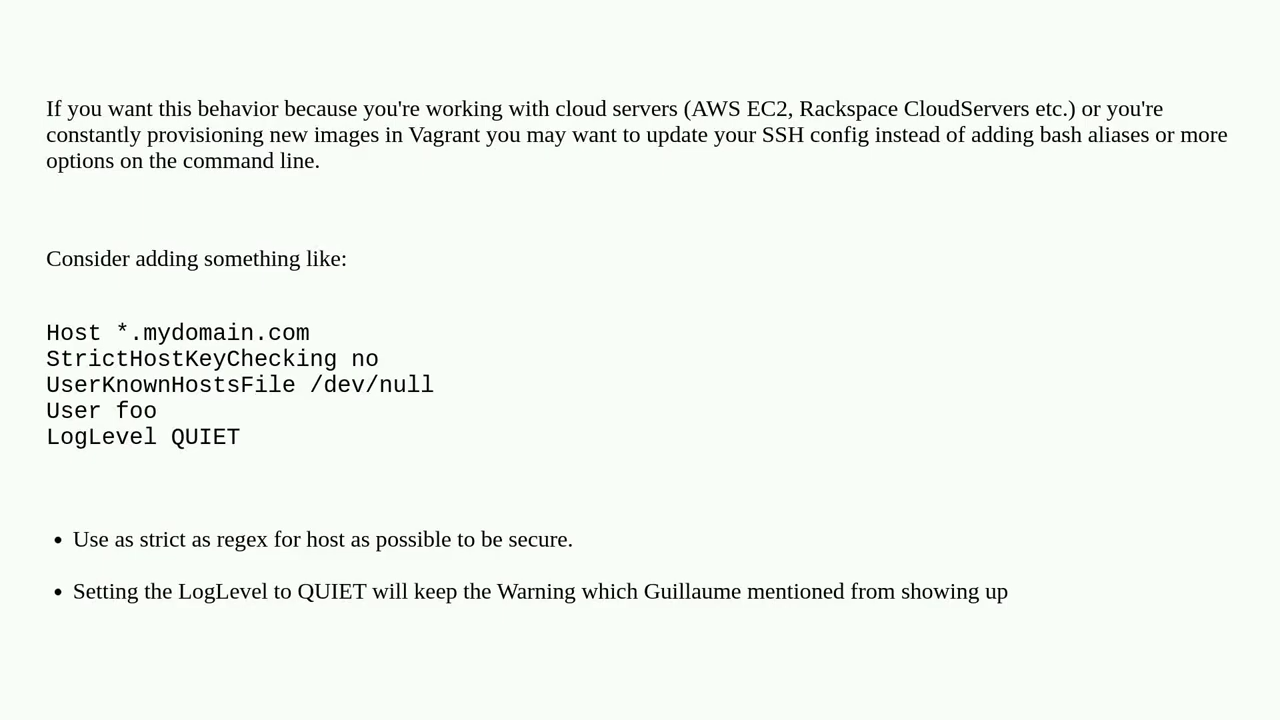 If you want this behavior because you're working with cloud servers (AWS EC2, Rackspace CloudServers etc.) or you're
constantly provisioning new images in Vagrant you may want to update your SSH config instead of adding bash aliases or more
options on the command line.
Consider adding something like:
Host *.mydomain.com
StrictHostKeyChecking no
UserKnownHostsFile /dev/null
User foo
LogLevel QUIET
• Use as strict as regex for host as possible to be secure.
• Setting the LogLevel to QUIET will keep the Warning which Guillaume mentioned from showing up